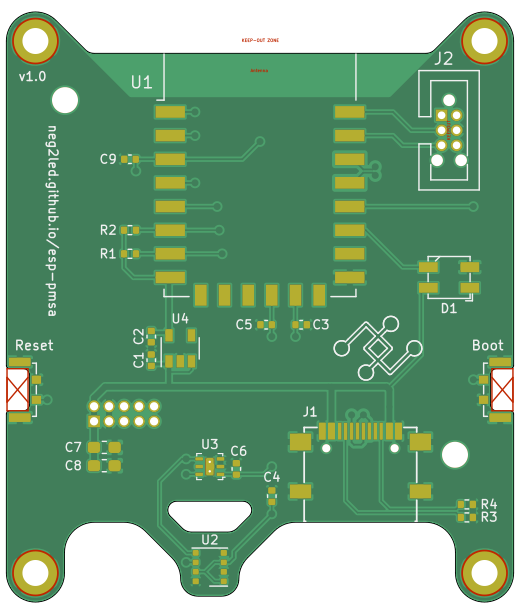 KEEP-OUT ZONE
ANTENNA
J2
v1.0
U1
neg2led.github.io/esp-pmsa
C9
R2
R1
D1
U4
C5
C3
C2
Reset
Boot
C1
J1
U3
C7
C6
C8
C4
R4
R3
U2